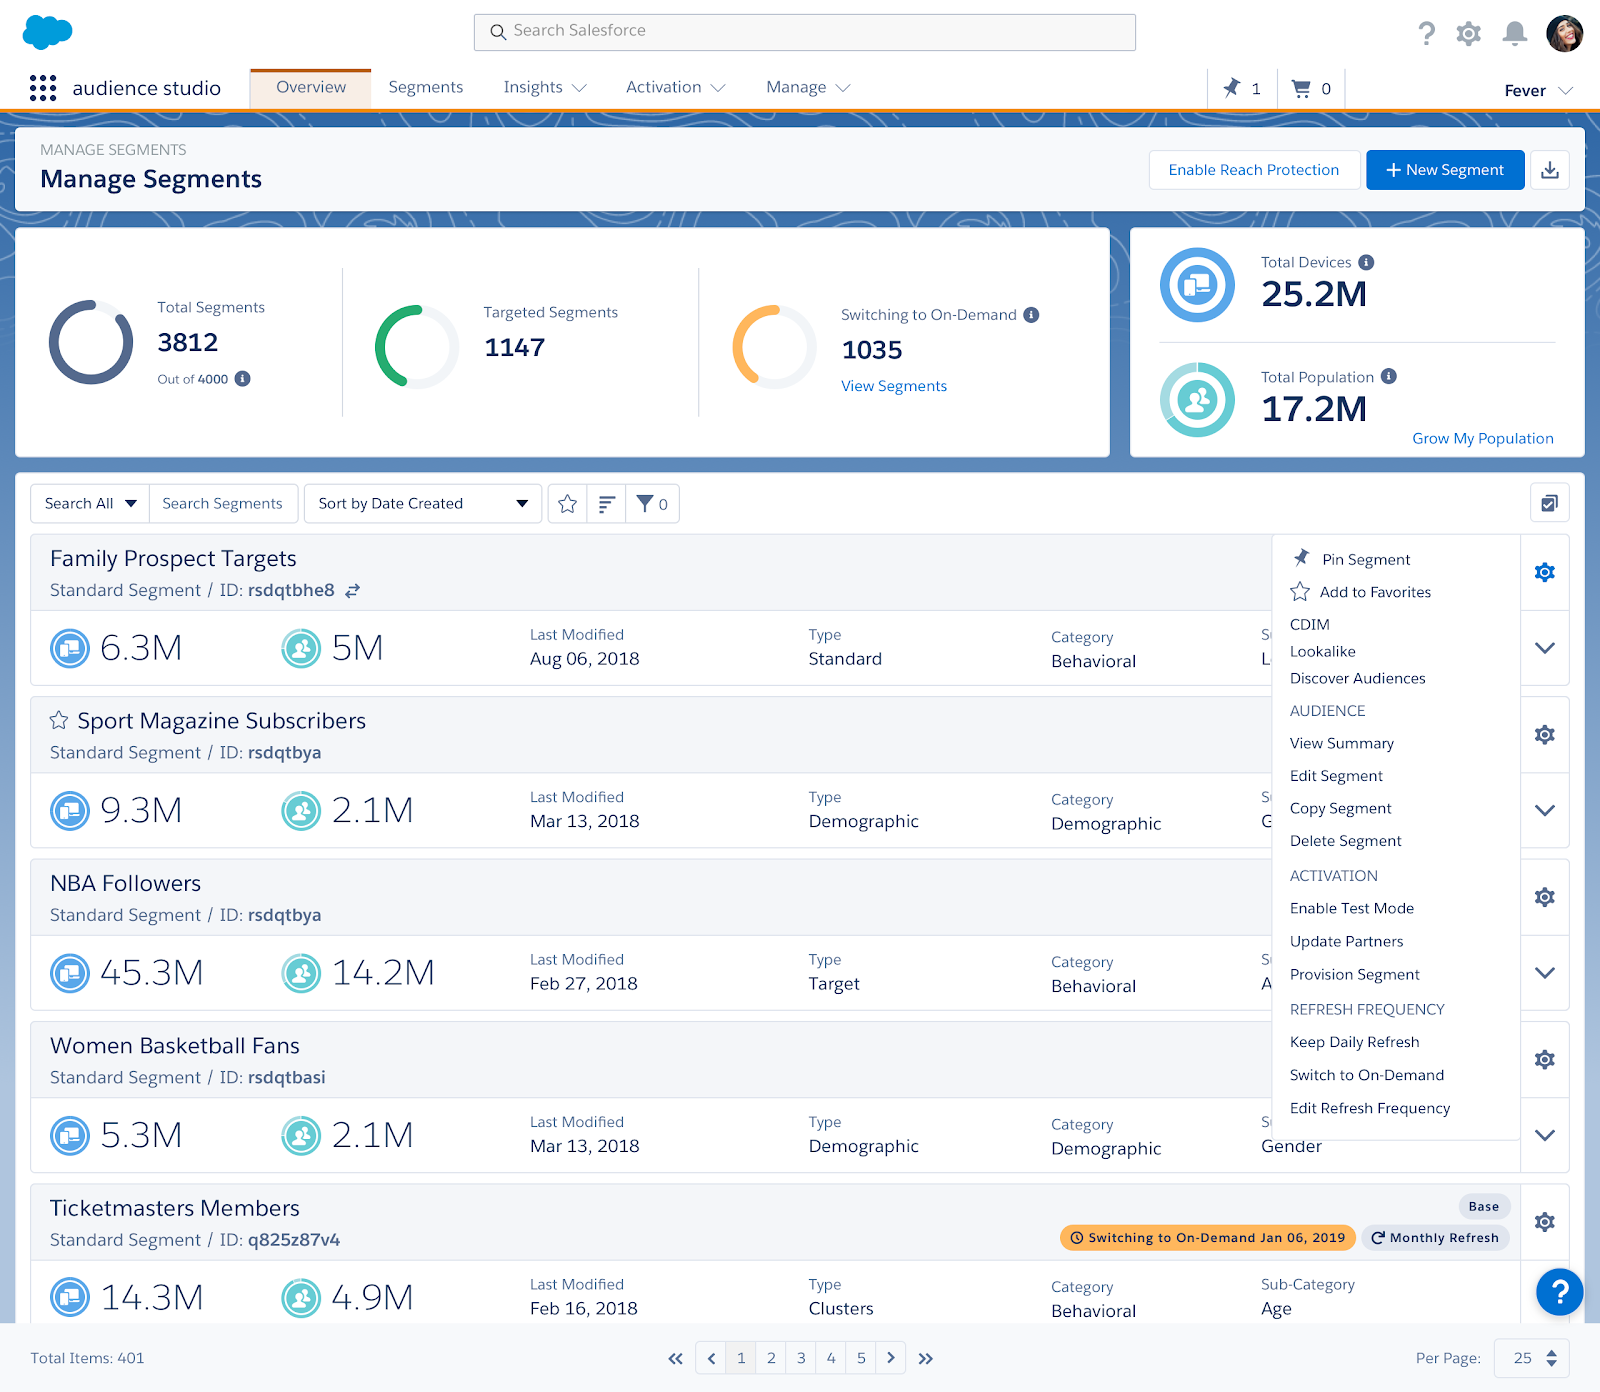 Search Salesforce
audience studio
Overview
Segments
Insights
Activation
Manage
1
0
Fever
MANAGE SEGMENTS
Manage Segments
Enable Reach Protection
New Segment
Total Segments
3812
Out of 4000
Targeted Segments
1147
Switching to On-Demand
1035
View Segments
Total Devices
25.2M
Total Population
17.2M
Grow My Population
Search All
Search Segments
Sort by Date Created
0
Family Prospect Targets
Standard Segment / ID: rsdqtbhe8
6.3M
5M
Last Modified
Aug 06, 2018
Type
Standard
Category
Behavioral
Sport Magazine Subscribers
Standard Segment / ID: rsdqtbya
9.3M
2.1M
Last Modified
Mar 13, 2018
Type
Demographic
Category
Demographic
NBA Followers
Standard Segment / ID: rsdqtbya
45.3M
14.2M
Last Modified
Feb 27, 2018
Type
Target
Category
Behavioral
Women Basketball Fans
Standard Segment / ID: rsdqtbasi
5.3M
2.1M
Last Modified
Mar 13, 2018
Type
Demographic
Category
Demographic
Gender
Pin Segment
Add to Favorites
CDIM
Lookalike
Discover Audiences
AUDIENCE
View Summary
Edit Segment
Copy Segment
Delete Segment
ACTIVATION
Enable Test Mode
Update Partners
Provision Segment
REFRESH FREQUENCY
Keep Daily Refresh
Switch to On-Demand
Edit Refresh Frequency
Ticketmasters Members
Standard Segment / ID: q825z87v4
Base
Switching to On-Demand Jan 06, 2019
Monthly Refresh
14.3M
4.9M
Last Modified
Feb 16, 2018
Type
Clusters
Category
Behavioral
Sub-Category
Age
?
Total Items: 401
« ‹ 1 2 3 4 5 › »
Per Page: 25